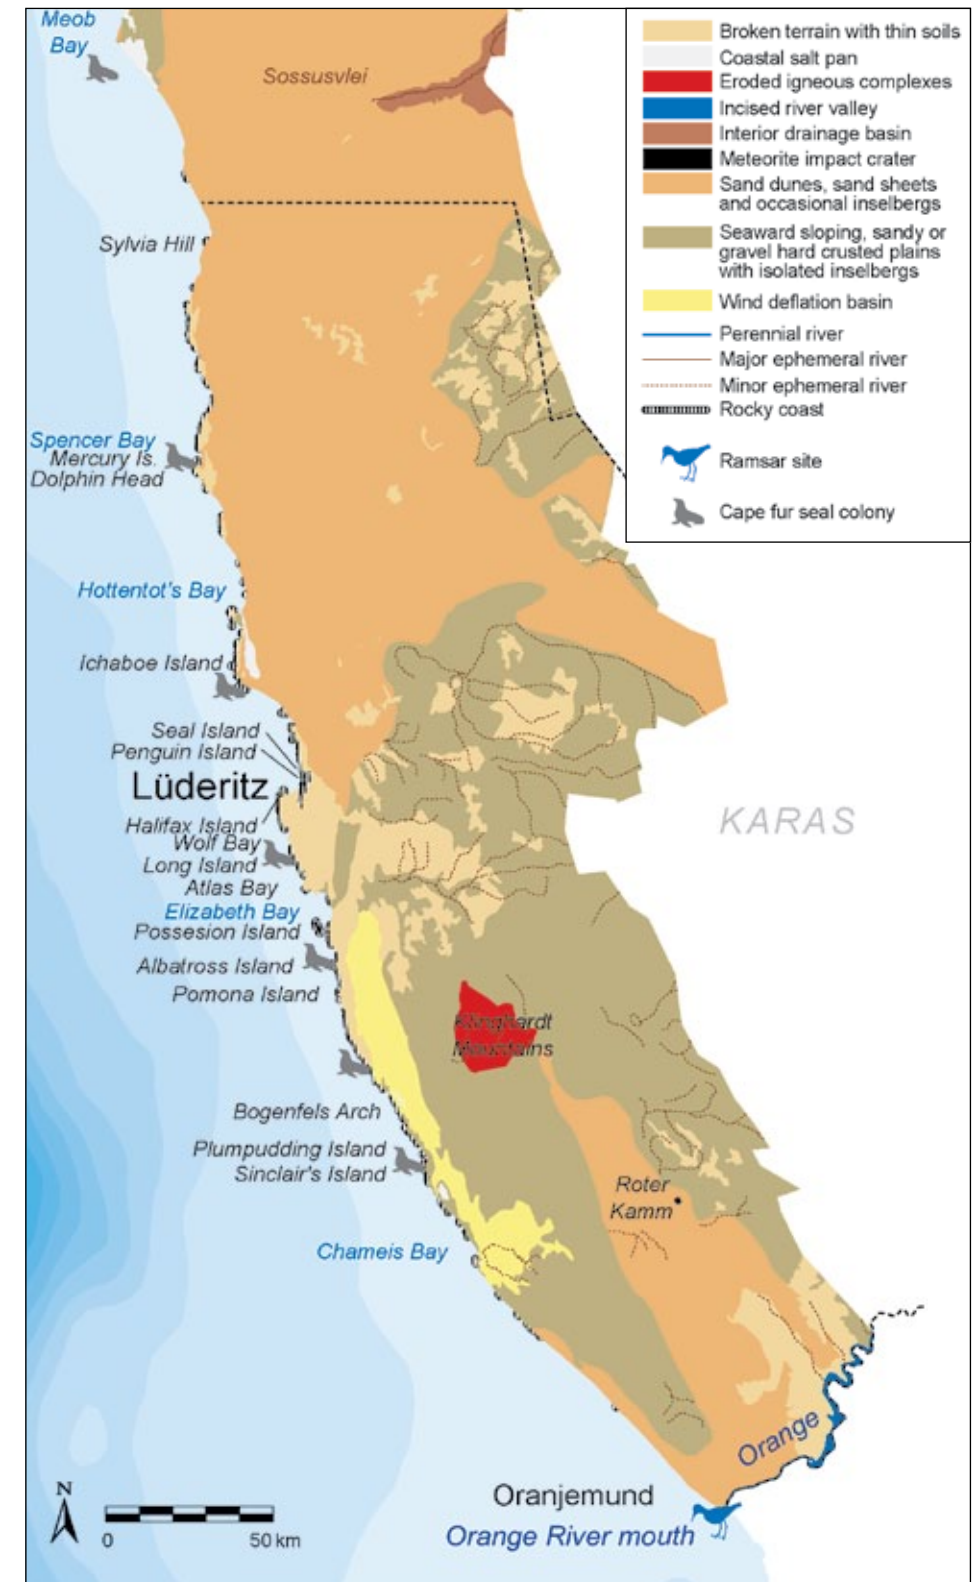 Meob
Bay
Sossusvlei
Sylvia Hill
Spencer Bay
Mercury Is.
Dolphin Head
Hottentot's Bay
Ichaboe Island
Seal Island
Penguin Island
Lüderitz
Halifax Island
Wolf Bay
Long Island
Atlas Bay
Elizabeth Bay
Possesion Island
Albatross Island
Pomona Island
Klinghardt
Mountains
Bogenfels Arch
Plumpudding Island
Sinclair's Island
Roter
Kamm
Chameis Bay
KARAS
Orange
Oranjemund
Orange River mouth
N
0 50 km
Broken terrain with thin soils
Coastal salt pan
Eroded igneous complexes
Incised river valley
Interior drainage basin
Meteorite impact crater
Sand dunes, sand sheets
and occasional inselbergs
Seaward sloping, sandy or
gravel hard crusted plains
with isolated inselbergs
Wind deflation basin
Perennial river
Major ephemeral river
Minor ephemeral river
Rocky coast
Ramsar site
Cape fur seal colony